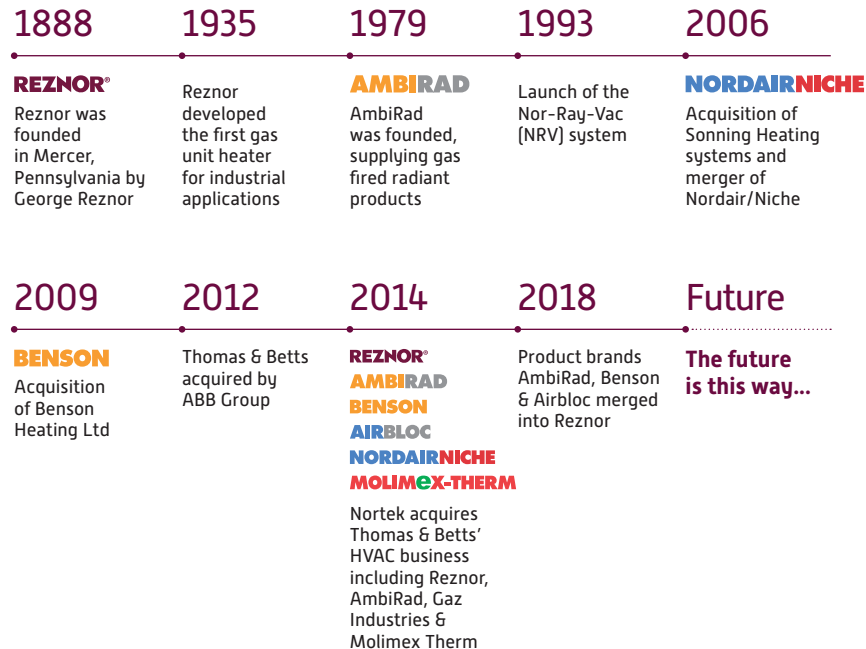 1888
REZNOR®
Reznor was
founded
in Mercer,
Pennsylvania by
George Reznor
1935
Reznor
developed
the first gas
unit heater
for industrial
applications
1979
AMBIRAD
AmbiRad
was founded,
supplying gas
fired radiant
products
1993
Launch of the
Nor-Ray-Vac
(NRV) system
2006
NORDAIRNICHE
Acquisition of
Sonning Heating
systems and
merger of
Nordair/Niche
2009
BENSON
Acquisition
of Benson
Heating Ltd
2012
Thomas & Betts
acquired by
ABB Group
2014
REZNOR®
AMBIRAD
BENSON
AIRBLOC
NORDAIRNICHE
MOLIMeX-THERM
Nortek acquires
Thomas & Betts'
HVAC business
including Reznor,
AmbiRad, Gaz
Industries &
Molimex Therm
2018
Product brands
AmbiRad, Benson
& Airbloc merged
into Reznor
Future
The future
is this way...